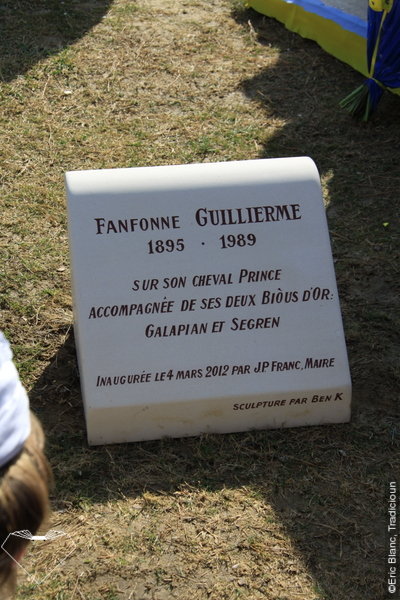 FANFONNE GUILLIERME
1895 · 1989
SUR SON CHEVAL PRINCE
ACCOMPAGNÉE DE SES DEUX BIÒUS D'OR:
GALAPIAN ET SEGREN
INAUGURÉE LE 4 MARS 2012 PAR J.P FRANC, MAIRE
SCULPTURE PAR BEN K
©Eric Blanc, Tradicioun